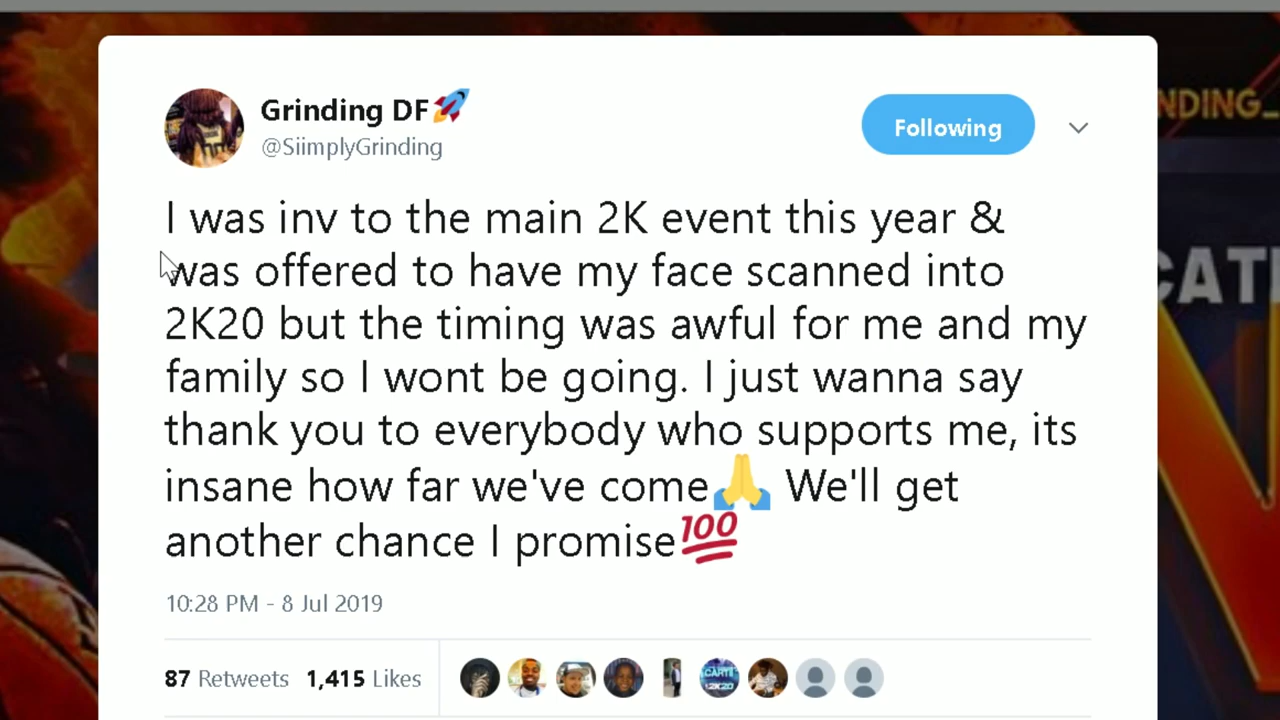 Grinding DF🚀
@SiimplyGrinding
Following
NDING_
I was inv to the main 2K event this year &
was offered to have my face scanned into
2K20 but the timing was awful for me and my
family so I wont be going. I just wanna say
thank you to everybody who supports me, its
insane how far we've come🙏 We'll get
another chance I promise💯
10:28 PM - 8 Jul 2019
87 Retweets 1,415 Likes
CARTII
2K20
CATI